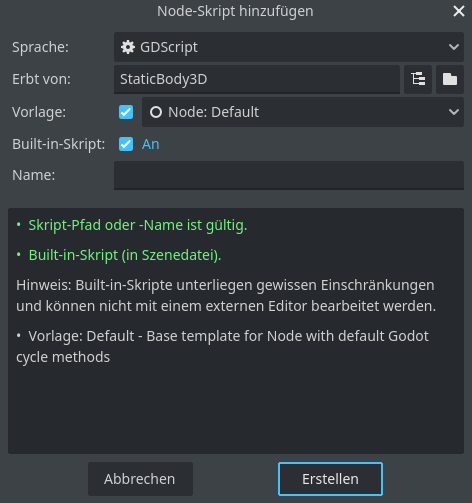 Node-Skript hinzufügen
Sprache: GDScript
Erbt von: StaticBody3D
Vorlage: Node: Default
Built-in-Skript: An
Name:
• Skript-Pfad oder -Name ist gültig.
• Built-in-Skript (in Szenedatei).
Hinweis: Built-in-Skripte unterliegen gewissen Einschränkungen
und können nicht mit einem externen Editor bearbeitet werden.
• Vorlage: Default - Base template for Node with default Godot
cycle methods
Abbrechen Erstellen